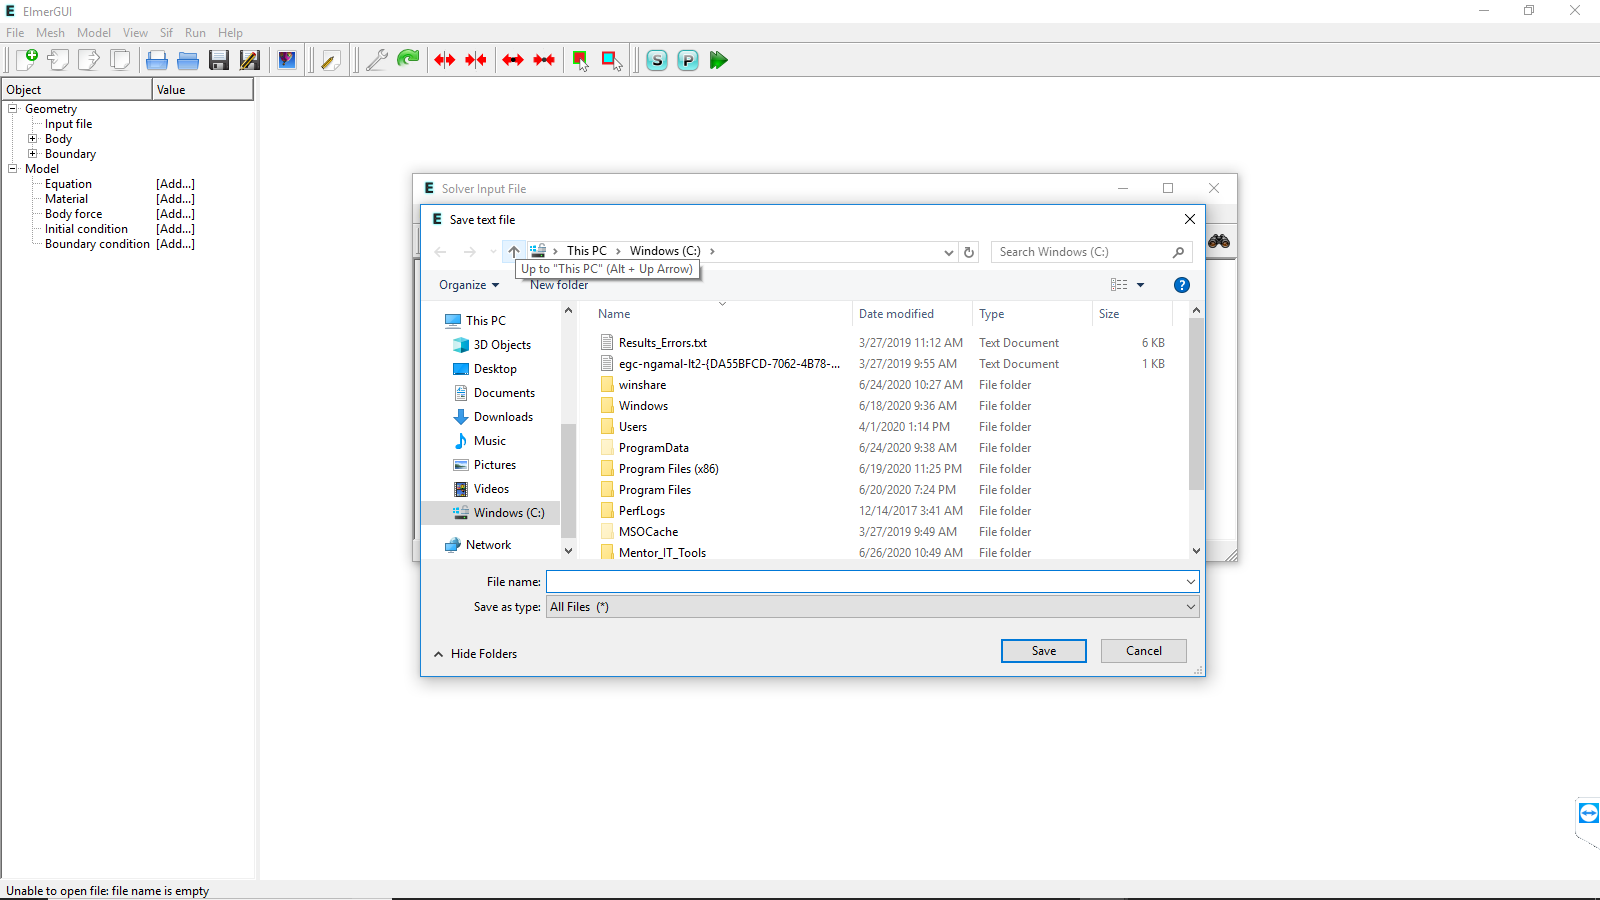 ElmerGUI
File Mesh Model View Sif Run Help
S P
Object Value
Geometry
Input file
Body
Boundary
Model
Equation [Add...]
Material [Add...]
Body force [Add...]
Initial condition [Add...]
Boundary condition [Add...]
Solver Input File
Save text file
This PC > Windows (C:) >
Search Windows (C:)
Up to "This PC" (Alt + Up Arrow)
Organize New folder
This PC
3D Objects
Desktop
Documents
Downloads
Music
Pictures
Videos
Windows (C:)
Network
Name Date modified Type Size
Results_Errors.txt 3/27/2019 11:12 AM Text Document 6 KB
egc-ngamal-lt2-{DA55BFCD-7062-4B78-... 3/27/2019 9:55 AM Text Document 1 KB
winshare 6/24/2020 10:27 AM File folder
Windows 6/18/2020 9:36 AM File folder
Users 4/1/2020 1:14 PM File folder
ProgramData 6/24/2020 9:38 AM File folder
Program Files (x86) 6/19/2020 11:25 PM File folder
Program Files 6/20/2020 7:24 PM File folder
PerfLogs 12/14/2017 3:41 AM File folder
MSOCache 3/27/2019 9:49 AM File folder
Mentor_IT_Tools 6/26/2020 10:49 AM File folder
File name:
Save as type: All Files (*)
Hide Folders
Save Cancel
Unable to open file: file name is empty